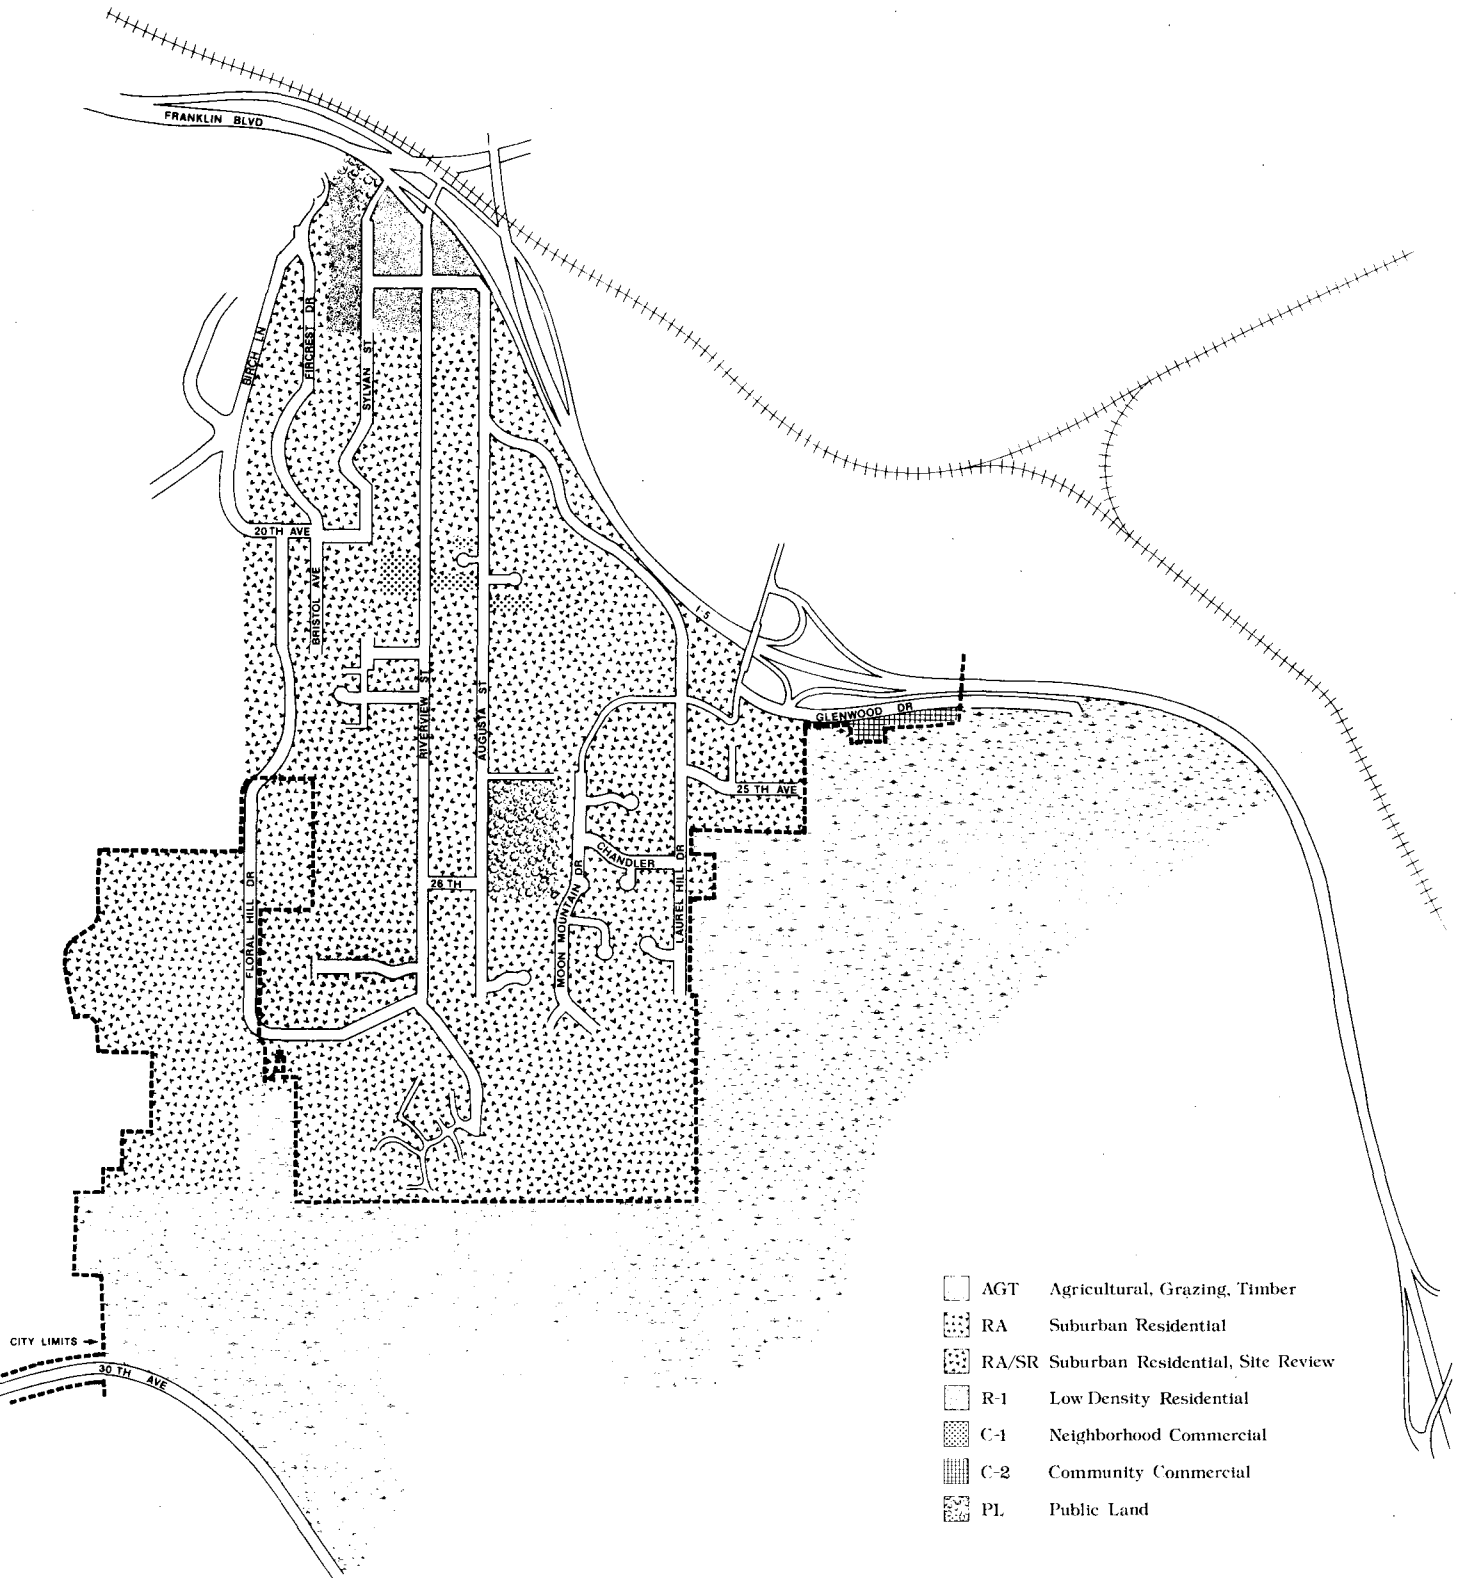 FRANKLIN BLVD
BIRCH LN
FIRCREST DR
SYLVAN ST
20 TH AVE
BRISTOL AVE
I-5
RIVERVIEW ST
AUGUSTA ST
GLENWOOD DR
25 TH AVE
CHANDLER
26 TH
FLORAL HILL DR
MOON MOUNTAIN DR
LAUREL HILL DR
CITY LIMITS
30 TH AVE
AGT Agricultural, Grazing, Timber
RA Suburban Residential
RA/SR Suburban Residential, Site Review
R-1 Low Density Residential
C-1 Neighborhood Commercial
C-2 Community Commercial
PL Public Land